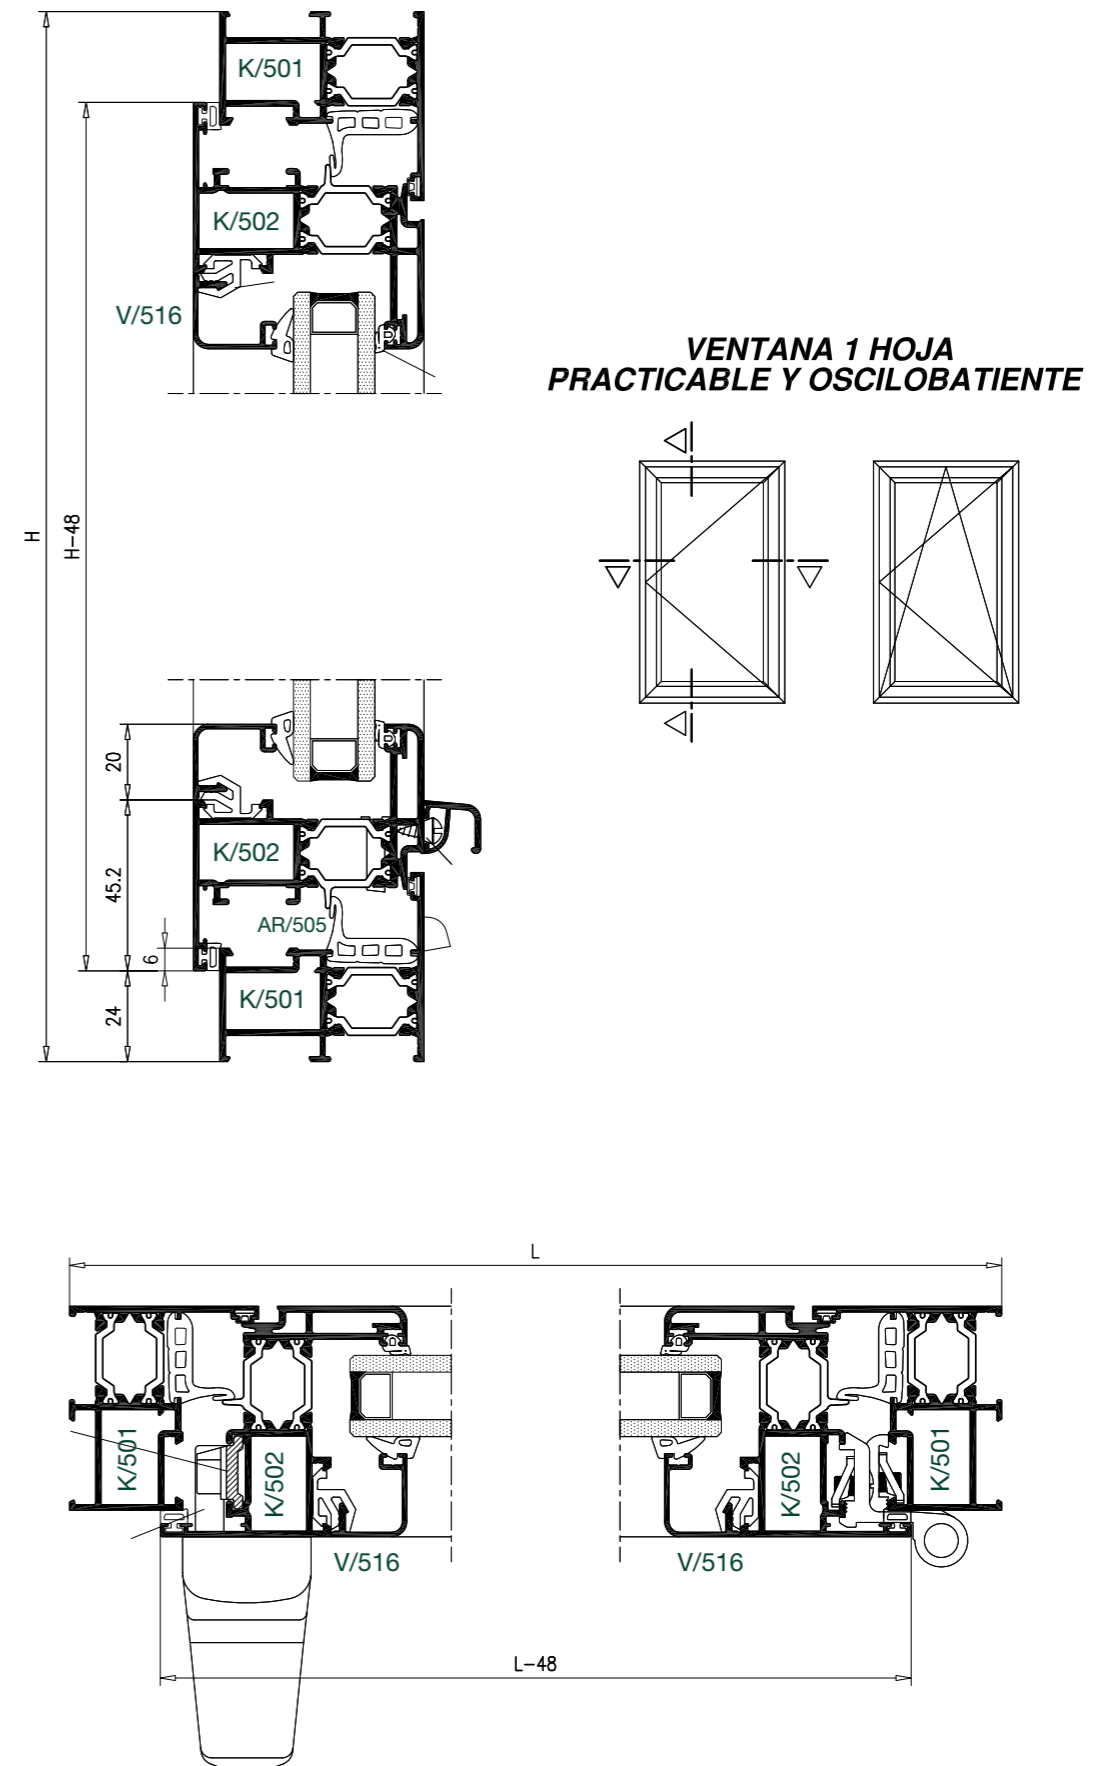 K/501
K/502
V/516
VENTANA 1 HOJA
PRACTICABLE Y OSCILOBATIENTE
H
H-48
20
K/502
45.2
AR/505
6
K/501
24
L
K/501
K/502
K/502
K/501
V/516
V/516
L-48